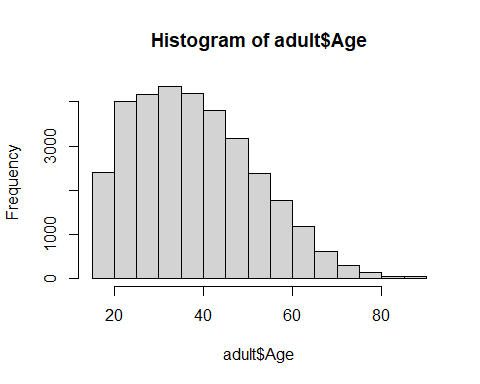 Histogram of adult$Age
Frequency
3000
1000
0
20 40 60 80
adult$Age